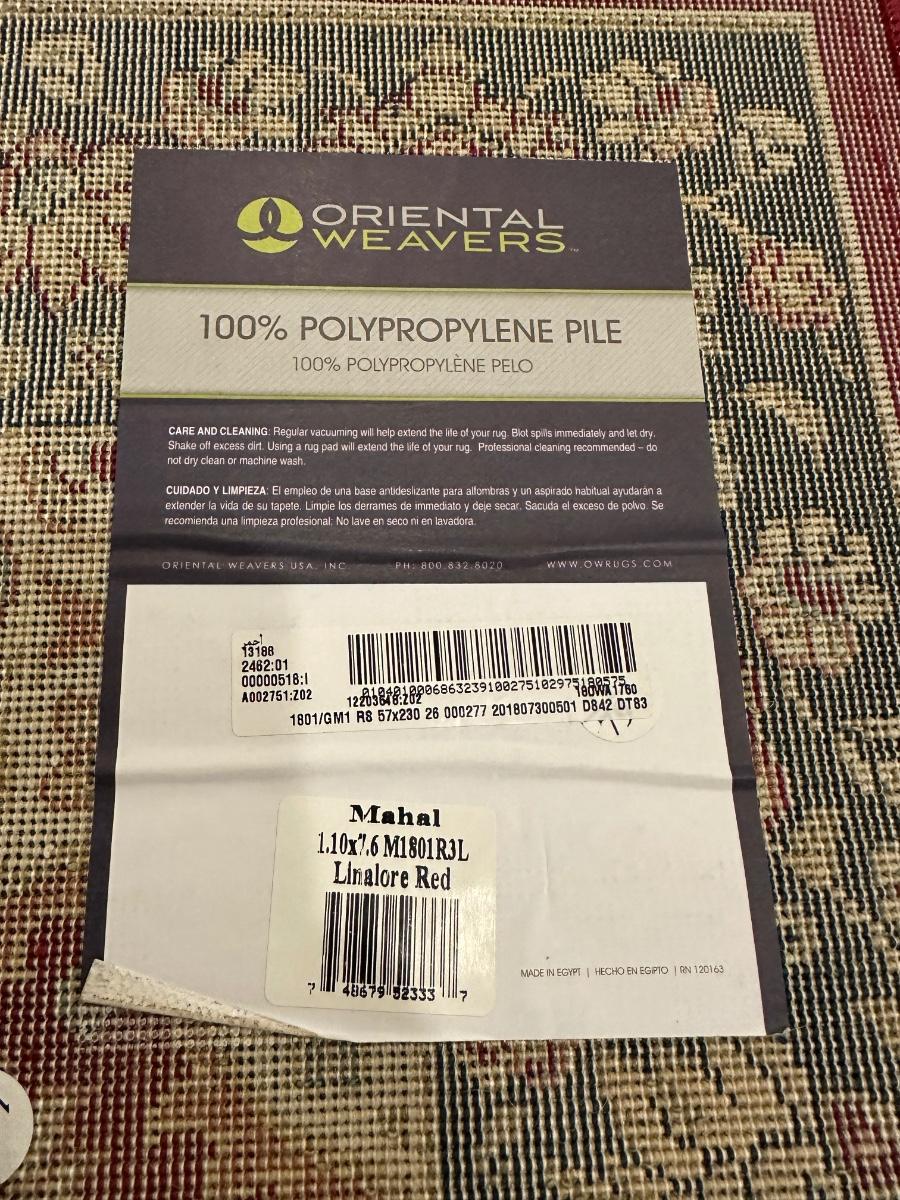 ORIENTAL
WEAVERS™
100% POLYPROPYLENE PILE
100% POLYPROPYLÈNE PELO
CARE AND CLEANING: Regular vacuuming will help extend the life of your rug. Blot spills immediately and let dry.
Shake off excess dirt. Using a rug pad will extend the life of your rug. Professional cleaning recommended – do
not dry clean or machine wash.
CUIDADO Y LIMPIEZA: El empleo de una base antideslizante para alfombras y un aspirado habitual ayudarán a
extender la vida de su tapete. Limpie los derrames de immediato y deje secar. Sacuda el exceso de polvo. Se
recomienda una limpieza profesional: No lave en seco ni en lavadora.
ORIENTAL WEAVERS USA, INC. PH: 800.832.8020 WWW.OWRUGS.COM
13188
2462:01
00000518:I
A002751:Z02
12203648:Z02 180WA1760
1801/GM1 R8 57x230 26 000277 201807300501 D842 DT83
Mahal
1.10x7.6 M1801R3L
Linalore Red
7 48679 52333 7
MADE IN EGYPT | HECHO EN EGIPTO | RN 120163